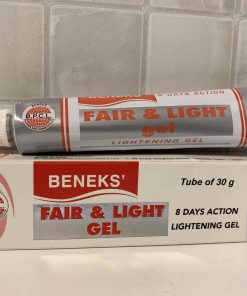 8 DAYS ACTION
BENEKS'
FAIR & LIGHT
gel
LIGHTENING GEL
BENEKS'
FAIR & LIGHT
GEL
Tube of 30 g
8 DAYS ACTION
LIGHTENING GEL